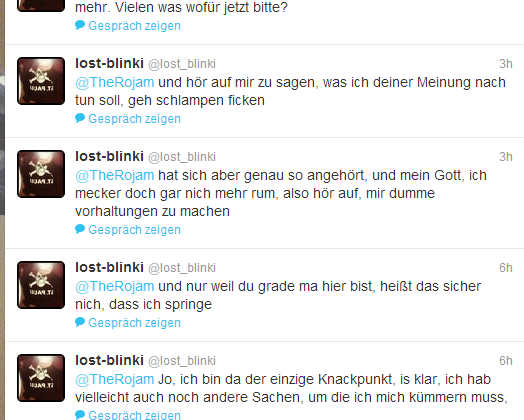 mehr. Vielen was wofür jetzt bitte?
Gespräch zeigen
lost-blinki @lost_blinki 3h
@TheRojam und hör auf mir zu sagen, was ich deiner Meinung nach
tun soll, geh schlampen ficken
Gespräch zeigen
lost-blinki @lost_blinki 3h
@TheRojam hat sich aber genau so angehört, und mein Gott, ich
mecker doch gar nich mehr rum, also hör auf, mir dumme
vorhaltungen zu machen
Gespräch zeigen
lost-blinki @lost_blinki 6h
@TheRojam und nur weil du grade ma hier bist, heißt das sicher
nich, dass ich springe
Gespräch zeigen
lost-blinki @lost_blinki 6h
@TheRojam Jo, ich bin da der einzige Knackpunkt, is klar, ich hab
vielleicht auch noch andere Sachen, um die ich mich kümmern muss,
Gespräch zeigen